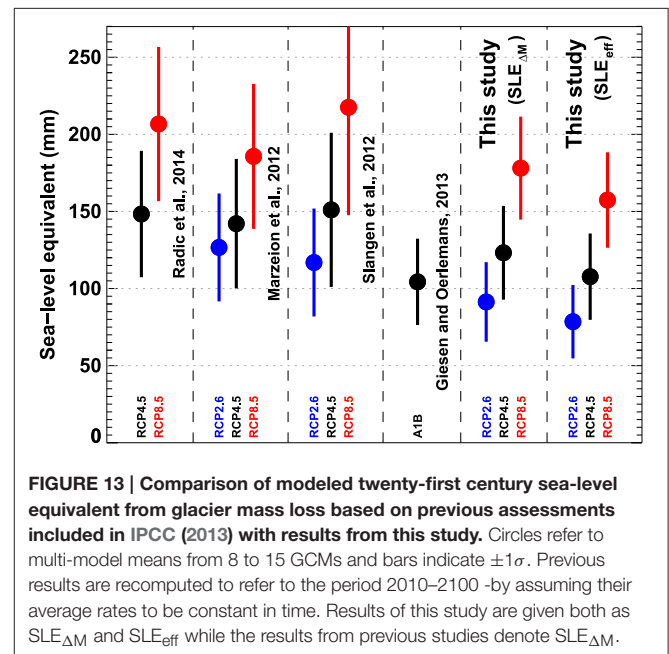 Sea-level equivalent (mm)
250
200
150
100
50
0
Radic et al., 2014
Marzeion et al., 2012
Slangen et al., 2012
Giesen and Oerlemans, 2013
This study
(SLE ΔM)
This study
(SLE eff)
RCP4.5
RCP8.5
RCP2.6
RCP4.5
RCP8.5
RCP2.6
RCP4.5
RCP8.5
A1B
RCP2.6
RCP4.5
RCP8.5
RCP2.6
RCP4.5
RCP8.5
FIGURE 13 | Comparison of modeled twenty-first century sea-level
equivalent from glacier mass loss based on previous assessments
included in IPCC (2013) with results from this study. Circles refer to
multi-model means from 8 to 15 GCMs and bars indicate ±1σ. Previous
results are recomputed to refer to the period 2010–2100 -by assuming their
average rates to be constant in time. Results of this study are given both as
SLEΔM and SLEeff while the results from previous studies denote SLEΔM.